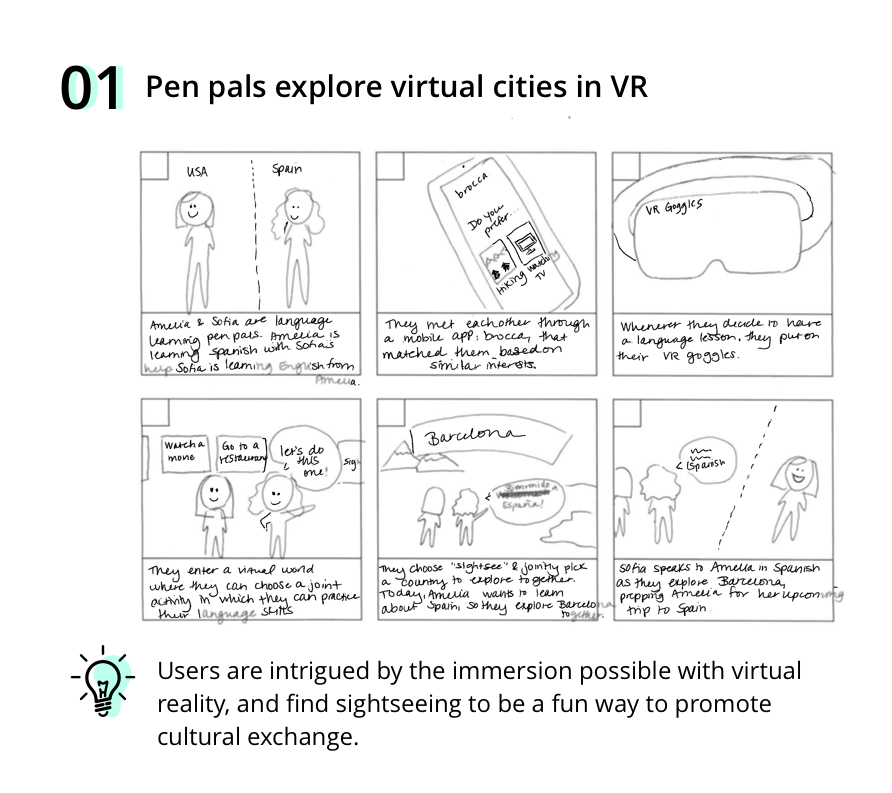 01 Pen pals explore virtual cities in VR
USA
Spain
Amelia & Sofia are language
learning pen pals. Amelia is
learning spanish with Sofia's
help Sofia is learning English from
Amelia.
brocca
Do you
prefer...
Hiking
Watching
TV
They met eachother through
a mobile app, brocca, that
matched them based on
similar interests.
VR Goggles
Whenever they decide to have
a language lesson, they put on
their VR goggles.
Watch a
movie
Go to a
restaurant
let's do
this
one!
Sigh
They enter a virtual world
where they can choose a joint
activity in which they can practice
their language skills
Barcelona
Bienvenido a
España!
They choose "sightsee" & jointly pick
a country to explore together.
Today, Amelia wants to learn
about Spain, so they explore Barcelona
together.
(Spanish)
Sofia speaks to Amelia in Spanish
as they explore Barcelona,
prepping Amelia for her upcoming
trip to Spain
Users are intrigued by the immersion possible with virtual
reality, and find sightseeing to be a fun way to promote
cultural exchange.